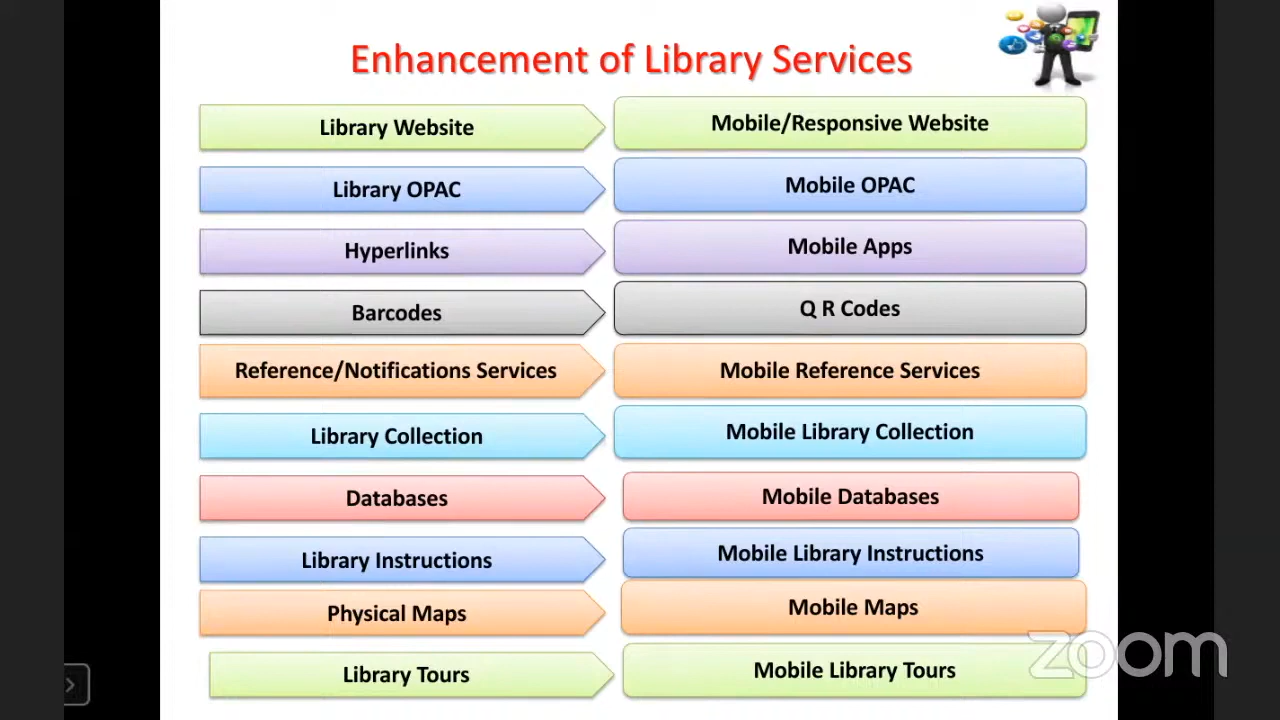 Enhancement of Library Services
Library Website
Mobile/Responsive Website
Library OPAC
Mobile OPAC
Hyperlinks
Mobile Apps
Barcodes
Q R Codes
Reference/Notifications Services
Mobile Reference Services
Library Collection
Mobile Library Collection
Databases
Mobile Databases
Library Instructions
Mobile Library Instructions
Physical Maps
Mobile Maps
Library Tours
Mobile Library Tours
zoom